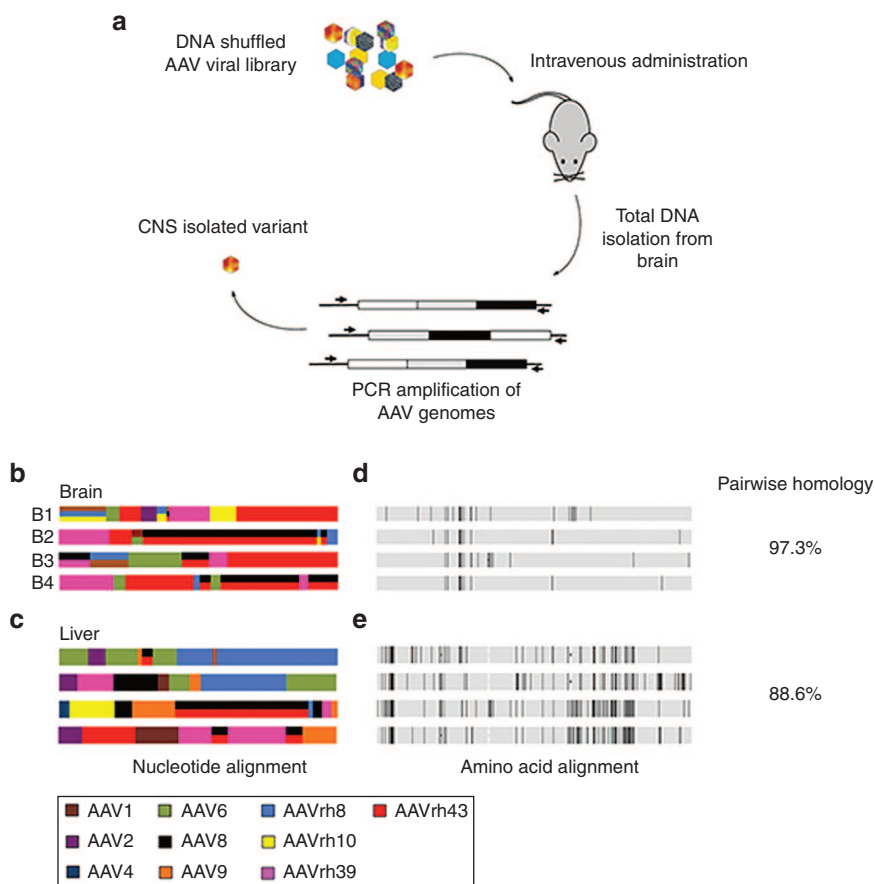 a
DNA shuffled
AAV viral library
Intravenous administration
Total DNA
isolation from
brain
CNS isolated variant
PCR amplification of
AAV genomes
b
Brain
B1
B2
B3
B4
d
Pairwise homology
97.3%
c
Liver
e
88.6%
Nucleotide alignment
Amino acid alignment
AAV1 AAV6 AAVrh8 AAVrh43
AAV2 AAV8 AAVrh10
AAV4 AAV9 AAVrh39